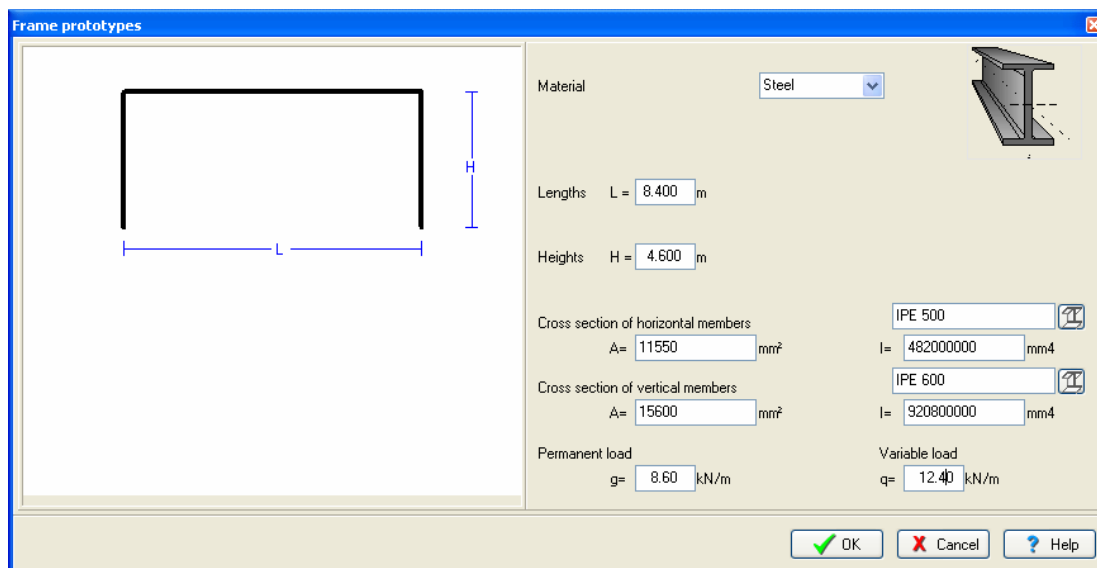 Frame prototypes
H
L
Material Steel
Lengths L = 8.400 m
Heights H = 4.600 m
Cross section of horizontal members IPE 500
A= 11550 mm² I= 482000000 mm4
Cross section of vertical members IPE 600
A= 15600 mm² I= 920800000 mm4
Permanent load Variable load
g= 8.60 kN/m q= 12.40 kN/m
OK Cancel Help